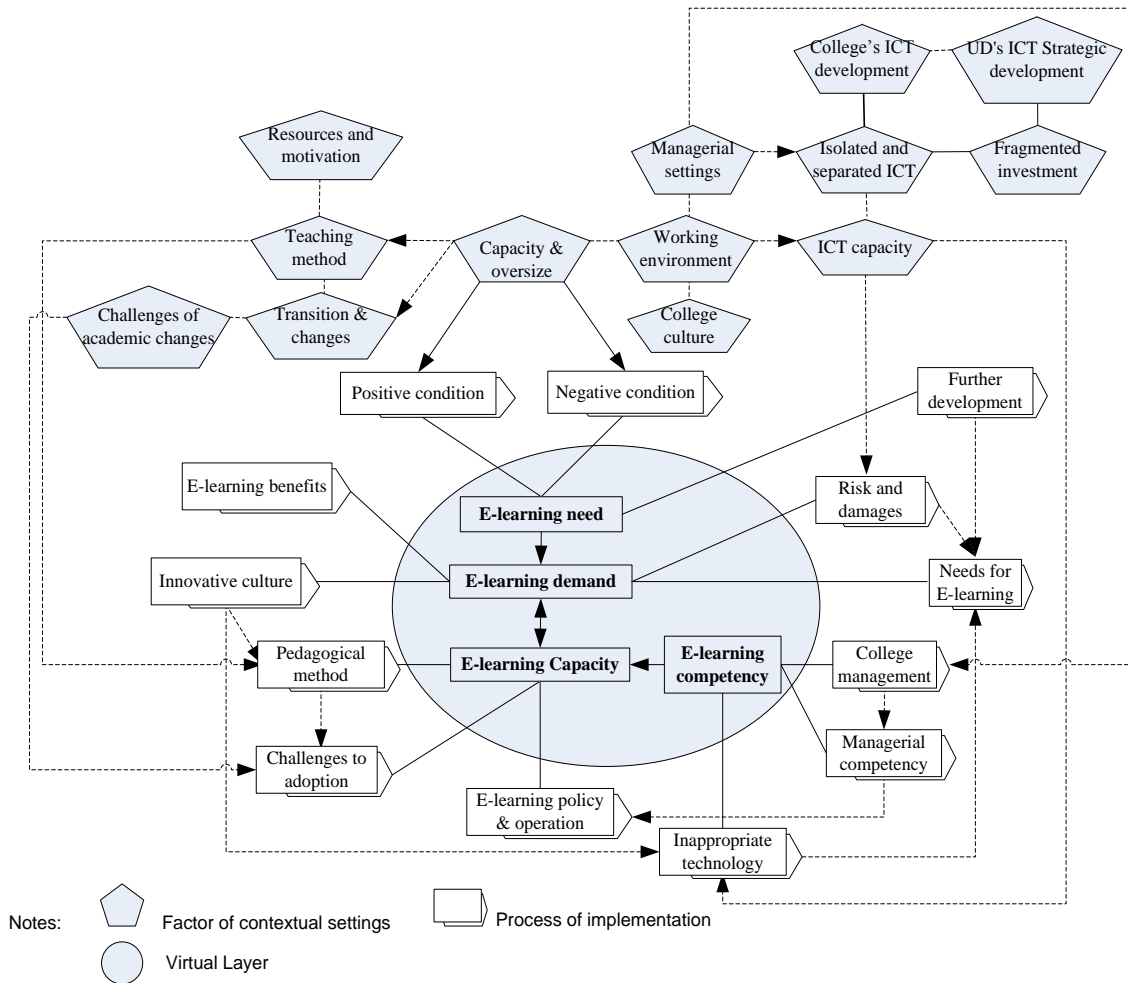 College's ICT
development
UD's ICT Strategic
development
Resources and
motivation
Managerial
settings
Isolated and
separated ICT
Fragmented
investment
Teaching
method
Capacity &
oversize
Working
environment
ICT capacity
Challenges of
academic changes
Transition &
changes
College
culture
Positive condition
Negative condition
Further
development
E-learning benefits
E-learning need
Risk and
damages
Innovative culture
E-learning demand
Needs for
E-learning
Pedagogical
method
E-learning Capacity
E-learning
competency
College
management
Challenges to
adoption
Managerial
competency
E-learning policy
& operation
Inappropriate
technology
Notes:
Factor of contextual settings
Process of implementation
Virtual Layer